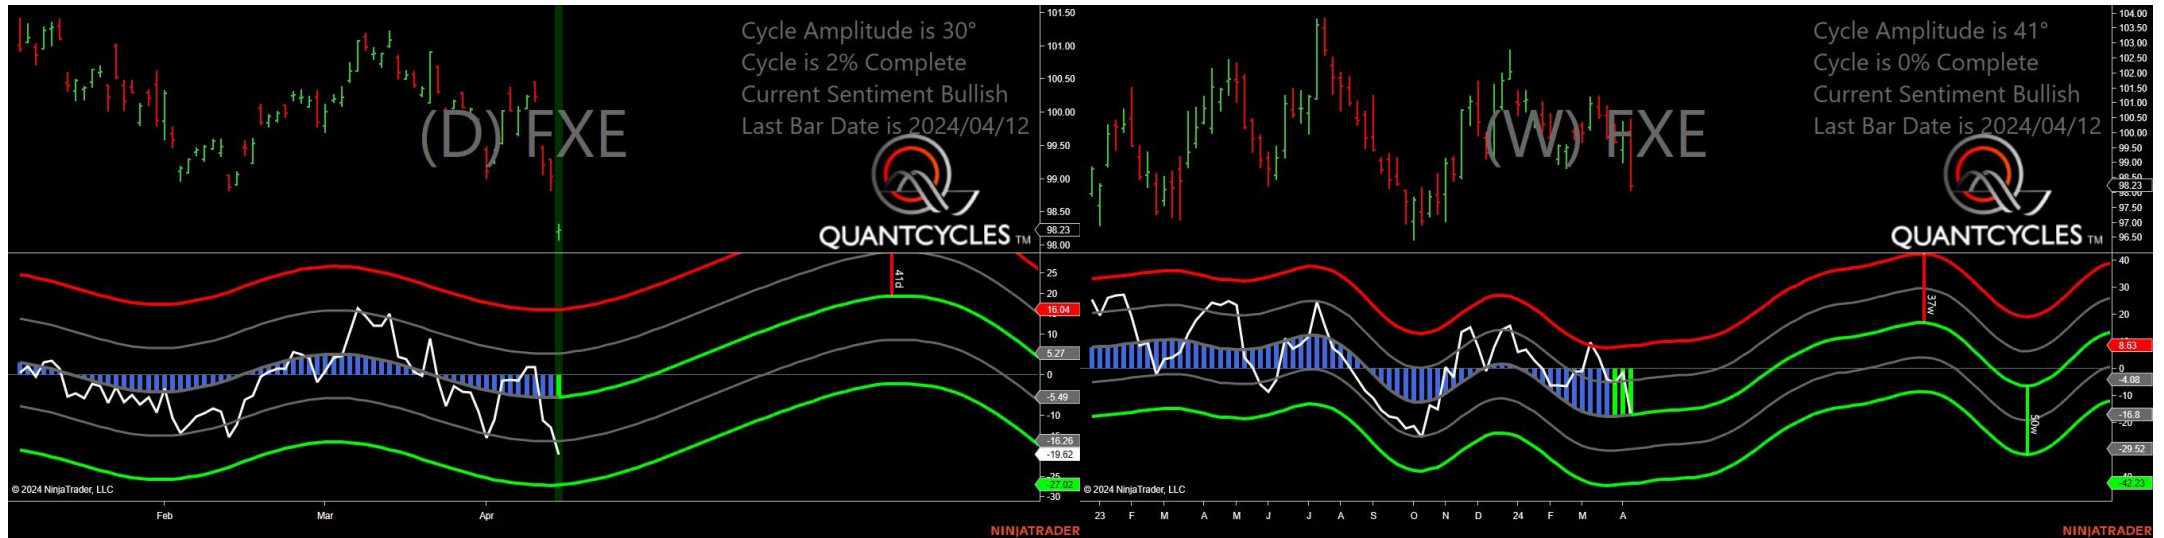 Cycle Amplitude is 30°
Cycle is 2% Complete
Current Sentiment Bullish
Last Bar Date is 2024/04/12
(D) FXE
QUANTCYCLES TM
101.50
101.00
100.50
100.00
99.50
99.00
98.50
98.23
98.00
41d
25
20
16.04
10
5.27
0
-5.49
-10
-16.26
-19.62
-27.02
-30
© 2024 NinjaTrader, LLC
Feb Mar Apr
NINJATRADER
Cycle Amplitude is 41°
Cycle is 0% Complete
Current Sentiment Bullish
Last Bar Date is 2024/04/12
(W) FXE
QUANTCYCLES TM
104.00
103.50
103.00
102.50
102.00
101.50
101.00
100.50
100.00
99.50
99.00
98.50
98.23
98.00
97.50
97.00
96.50
37w
50w
40
30
20
8.63
0
-4.08
-10
-16.8
-20
-29.52
-42.23
© 2024 NinjaTrader, LLC
23 F M A M J J A S O N D 24 F M A
NINJATRADER